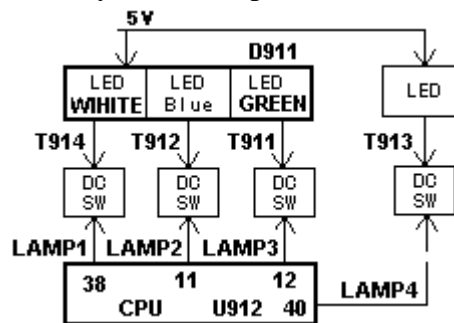 5V
D911
LED LED LED LED
WIHITE Blue GREEN
T914 T912 T911 T913
DC DC DC DC
SW SW SW SW
LAMP1 LAMP2 LAMP3
38 11 12 LAMP4
CPU U912 40